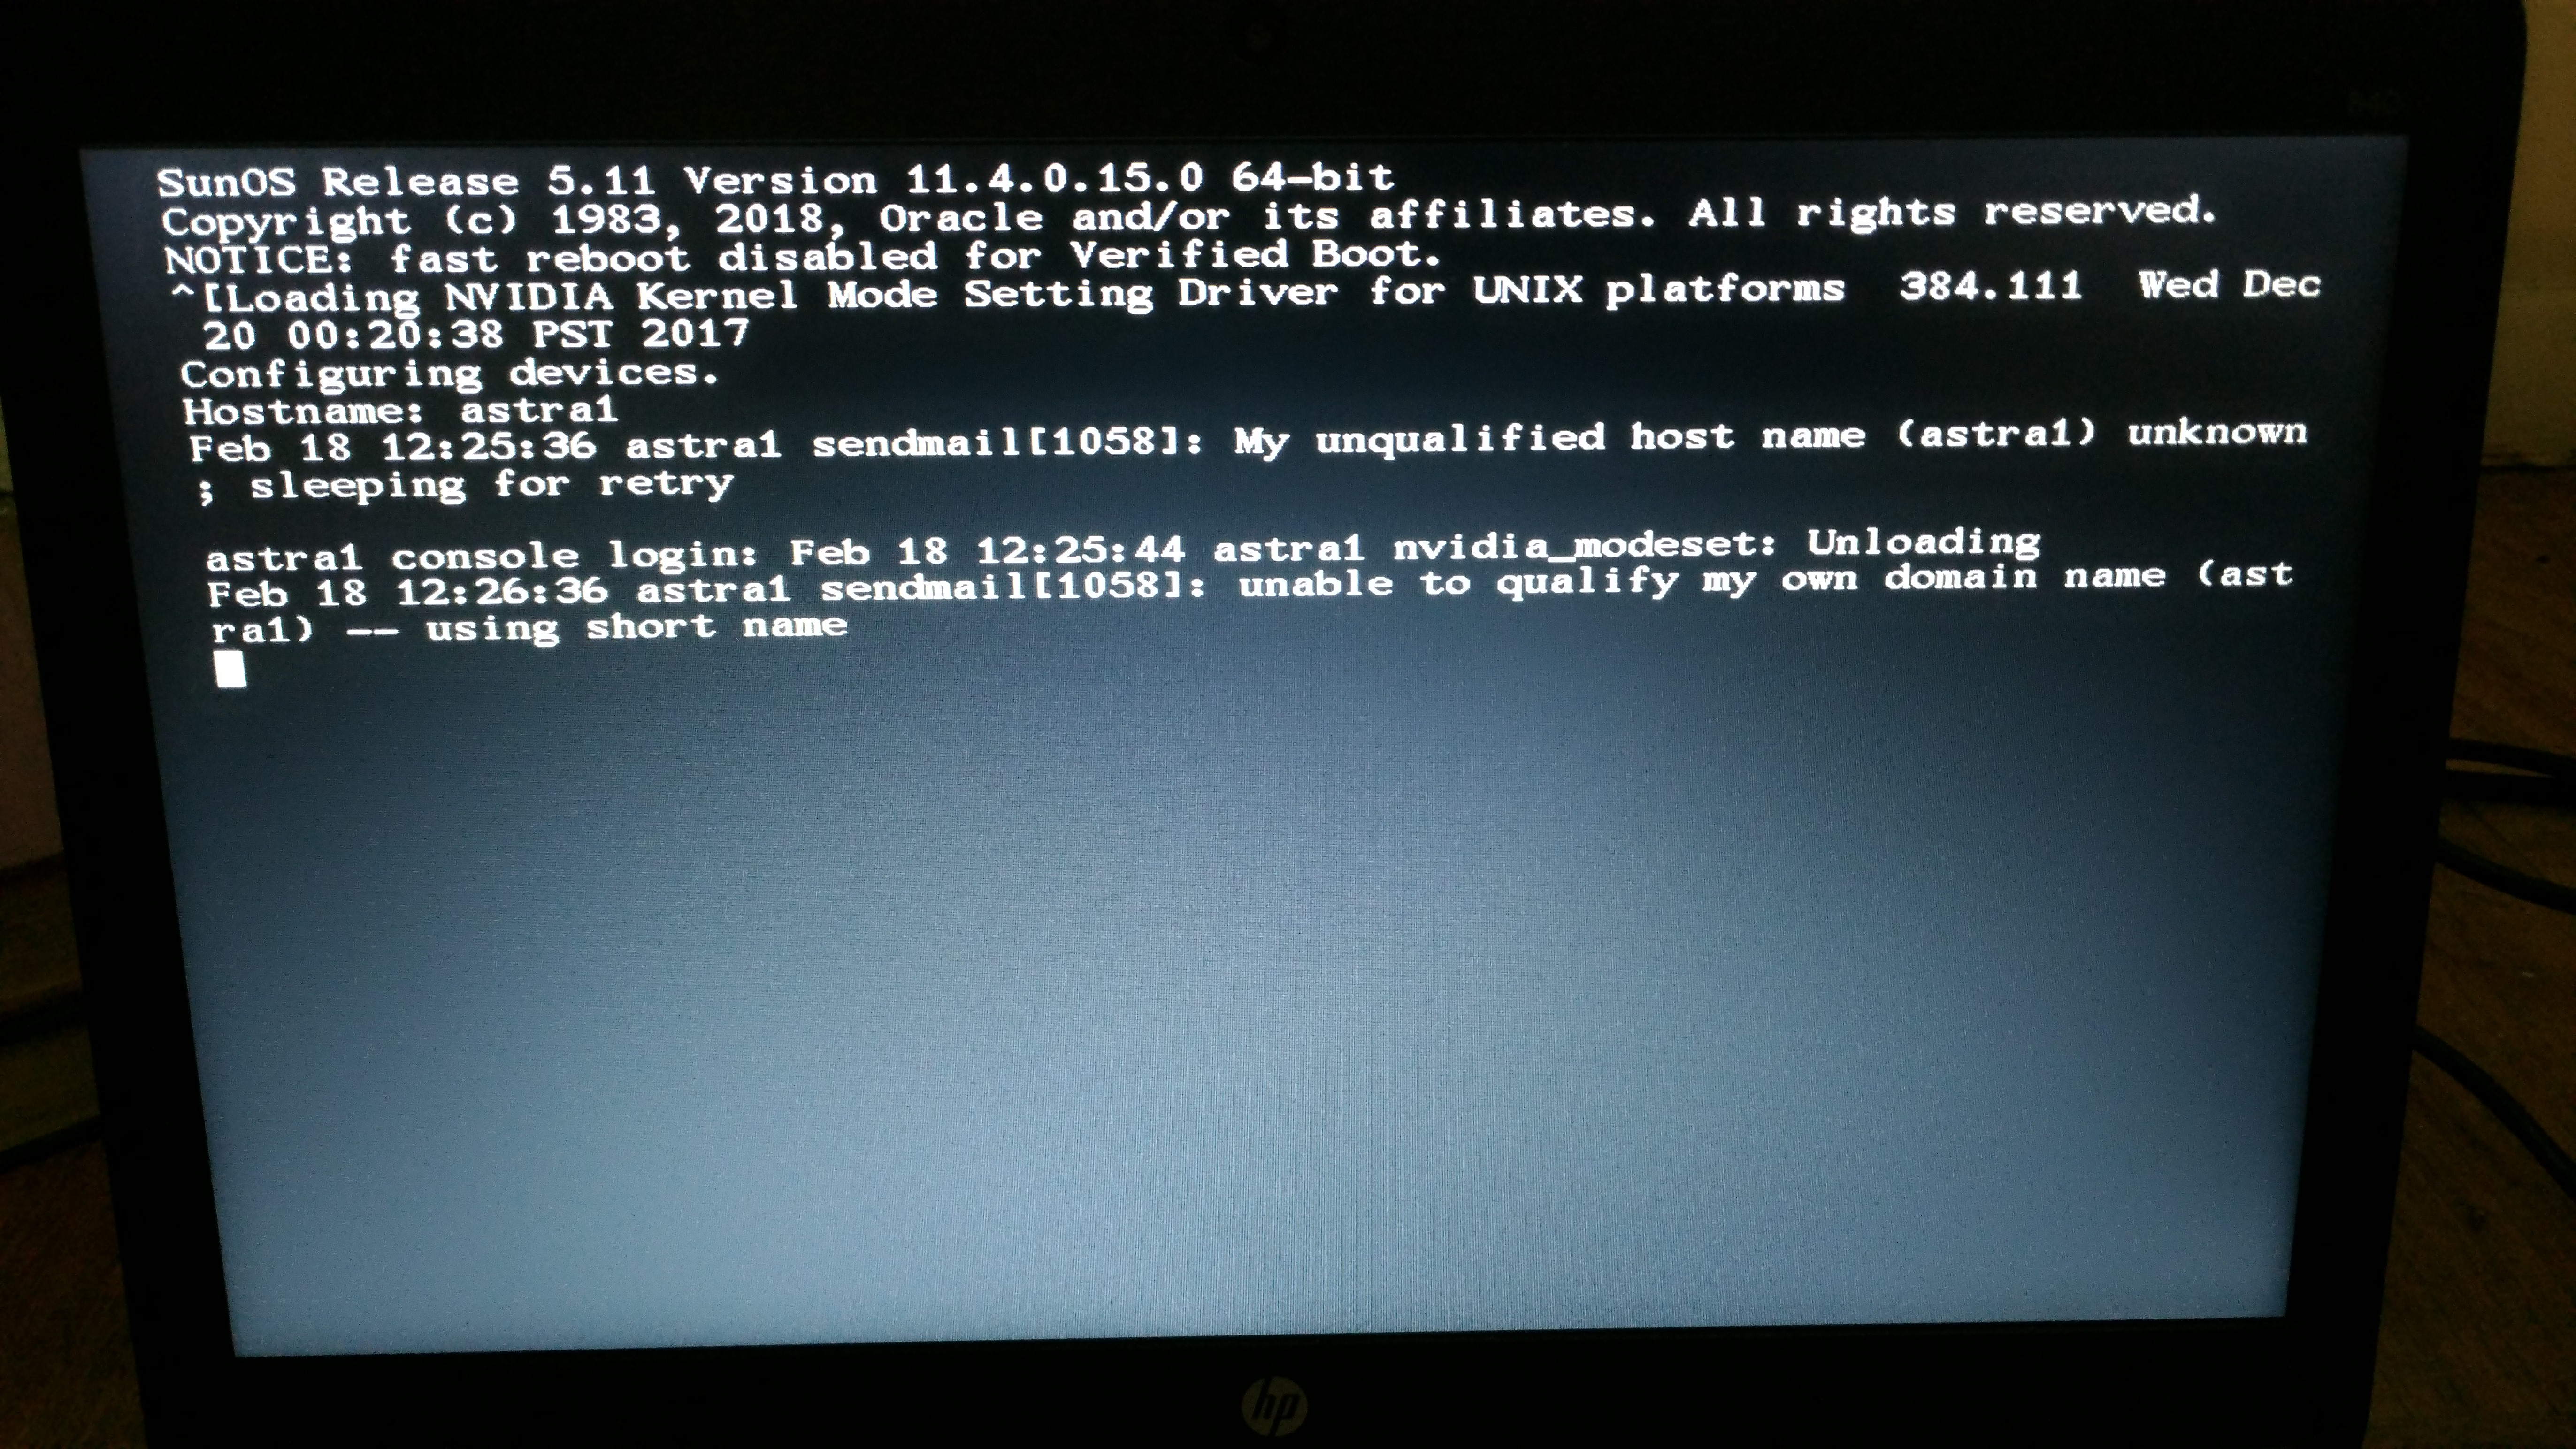 SunOS Release 5.11 Version 11.4.0.15.0 64-bit
Copyright (c) 1983, 2018, Oracle and/or its affiliates. All rights reserved.
NOTICE: fast reboot disabled for Verified Boot.
^[Loading NVIDIA Kernel Mode Setting Driver for UNIX platforms  384.111  Wed Dec
 20 00:20:38 PST 2017
Configuring devices.
Hostname: astra1
Feb 18 12:25:36 astra1 sendmail[1058]: My unqualified host name (astra1) unknown
; sleeping for retry

astra1 console login: Feb 18 12:25:44 astra1 nvidia_modeset: Unloading
Feb 18 12:26:36 astra1 sendmail[1058]: unable to qualify my own domain name (ast
ra1) -- using short name
hp